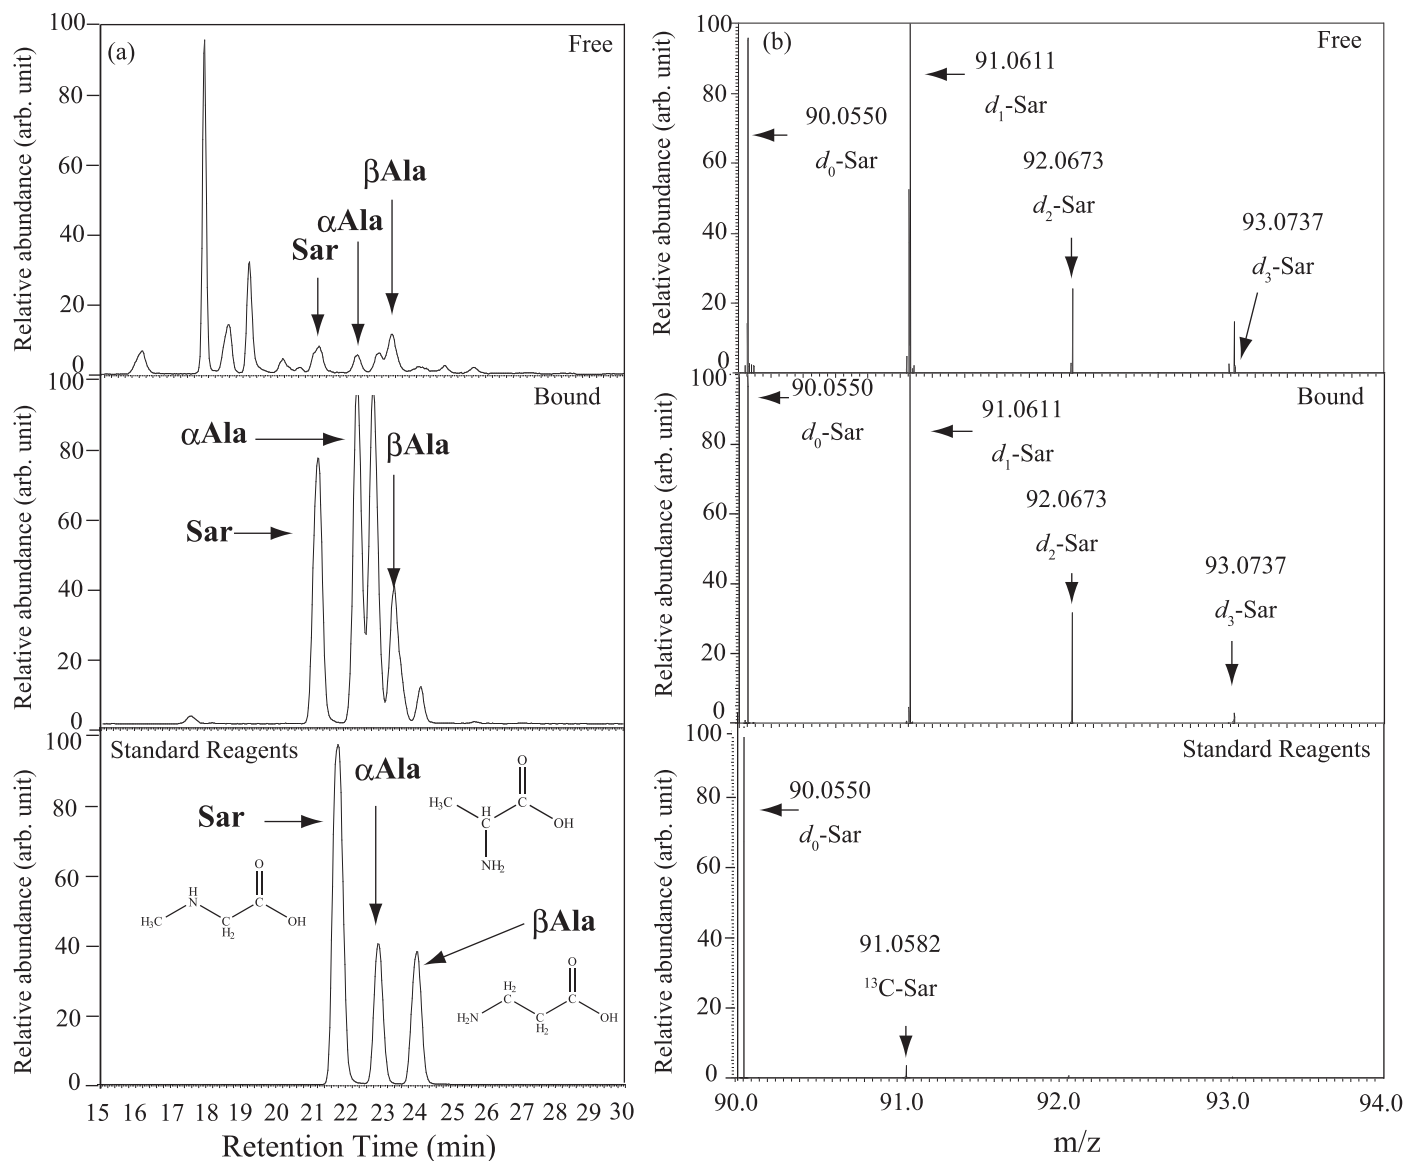 (a)
Free
100
80
60
40
20
0
Relative abundance (arb. unit)
Sar
αAla
βAla
Bound
100
80
60
40
20
0
Relative abundance (arb. unit)
αAla
βAla
Sar
Standard Reagents
100
80
60
40
20
0
Relative abundance (arb. unit)
Sar
αAla
βAla
H₃C
H
N
C
H₂
C
O
OH
H₃C
H
C
NH₂
C
O
OH
H₂N
H₂
C
C
H₂
C
O
OH
15 16 17 18 19 20 21 22 23 24 25 26 27 28 29 30
Retention Time (min)
(b)
Free
100
80
60
40
20
0
Relative abundance (arb. unit)
90.0550
d₀-Sar
91.0611
d₁-Sar
92.0673
d₂-Sar
93.0737
d₃-Sar
Bound
100
80
60
40
20
0
Relative abundance (arb. unit)
90.0550
d₀-Sar
91.0611
d₁-Sar
92.0673
d₂-Sar
93.0737
d₃-Sar
Standard Reagents
100
80
60
40
20
0
Relative abundance (arb. unit)
90.0550
d₀-Sar
91.0582
¹³C-Sar
90.0 91.0 92.0 93.0 94.0
m/z